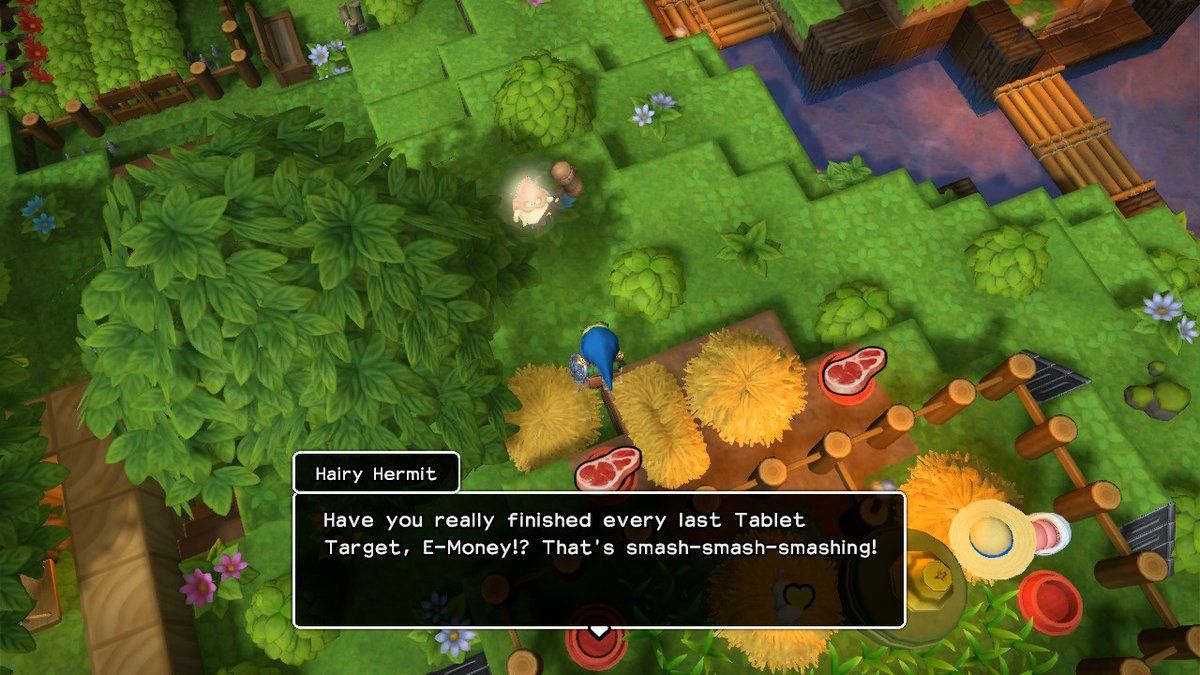 Hairy Hermit
Have you really finished every last Tablet
Target, E-Money!? That's smash-smash-smashing!